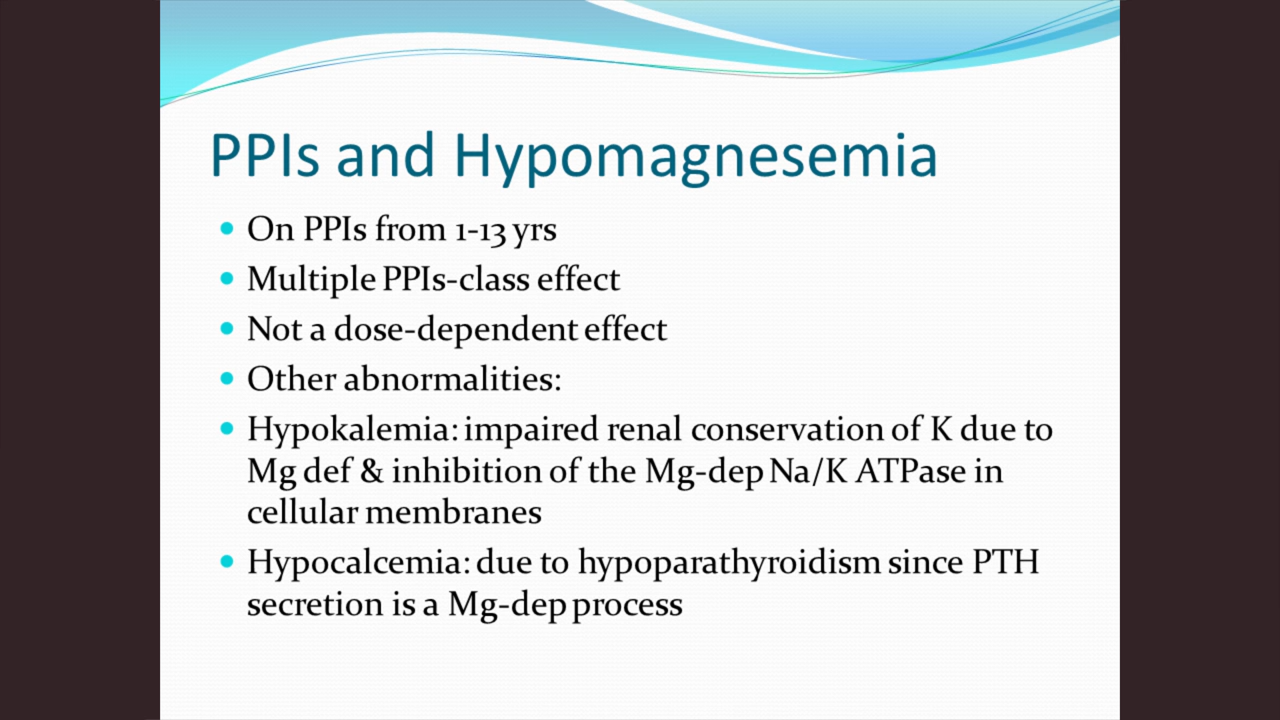 PPIs and Hypomagnesemia
• On PPIs from 1-13 yrs
• Multiple PPIs-class effect
• Not a dose-dependent effect
• Other abnormalities:
• Hypokalemia: impaired renal conservation of K due to
Mg def & inhibition of the Mg-dep Na/K ATPase in
cellular membranes
• Hypocalcemia: due to hypoparathyroidism since PTH
secretion is a Mg-dep process